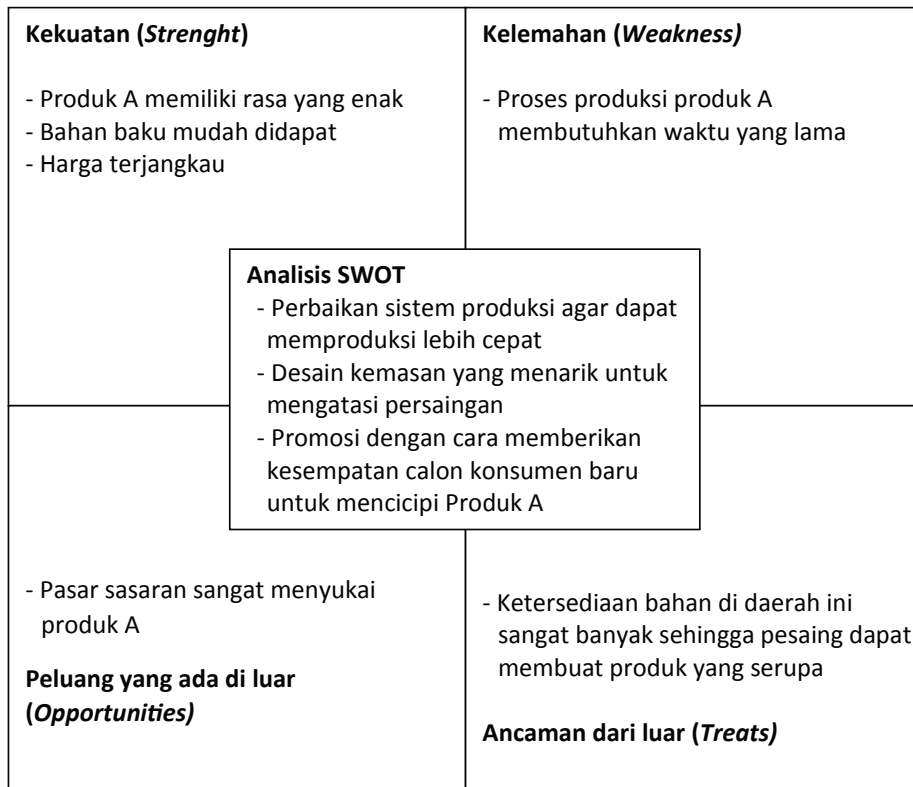 Kekuatan (Strenght)
- Produk A memiliki rasa yang enak
- Bahan baku mudah didapat
- Harga terjangkau
Kelemahan (Weakness)
- Proses produksi produk A
membutuhkan waktu yang lama
Analisis SWOT
- Perbaikan sistem produksi agar dapat
memproduksi lebih cepat
- Desain kemasan yang menarik untuk
mengatasi persaingan
- Promosi dengan cara memberikan
kesempatan calon konsumen baru
untuk mencicipi Produk A
- Pasar sasaran sangat menyukai
produk A
Peluang yang ada di luar
(Opportunities)
- Ketersediaan bahan di daerah ini
sangat banyak sehingga pesaing dapat
membuat produk yang serupa
Ancaman dari luar (Treats)